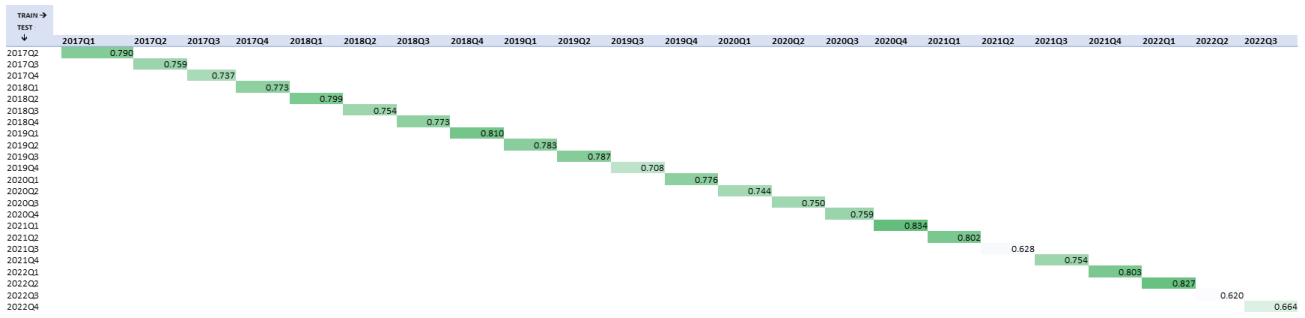 TRAIN →
TEST
↓
2017Q1 2017Q2 2017Q3 2017Q4 2018Q1 2018Q2 2018Q3 2018Q4 2019Q1 2019Q2 2019Q3 2019Q4 2020Q1 2020Q2 2020Q3 2020Q4 2021Q1 2021Q2 2021Q3 2021Q4 2022Q1 2022Q2 2022Q3
2017Q2 0.790
2017Q3 0.759
2017Q4 0.737
2018Q1 0.773
2018Q2 0.799
2018Q3 0.754
2018Q4 0.773
2019Q1 0.810
2019Q2 0.783
2019Q3 0.787
2019Q4 0.708
2020Q1 0.776
2020Q2 0.744
2020Q3 0.750
2020Q4 0.759
2021Q1 0.834
2021Q2 0.802
2021Q3 0.628
2021Q4 0.754
2022Q1 0.803
2022Q2 0.827
2022Q3 0.620
2022Q4 0.664